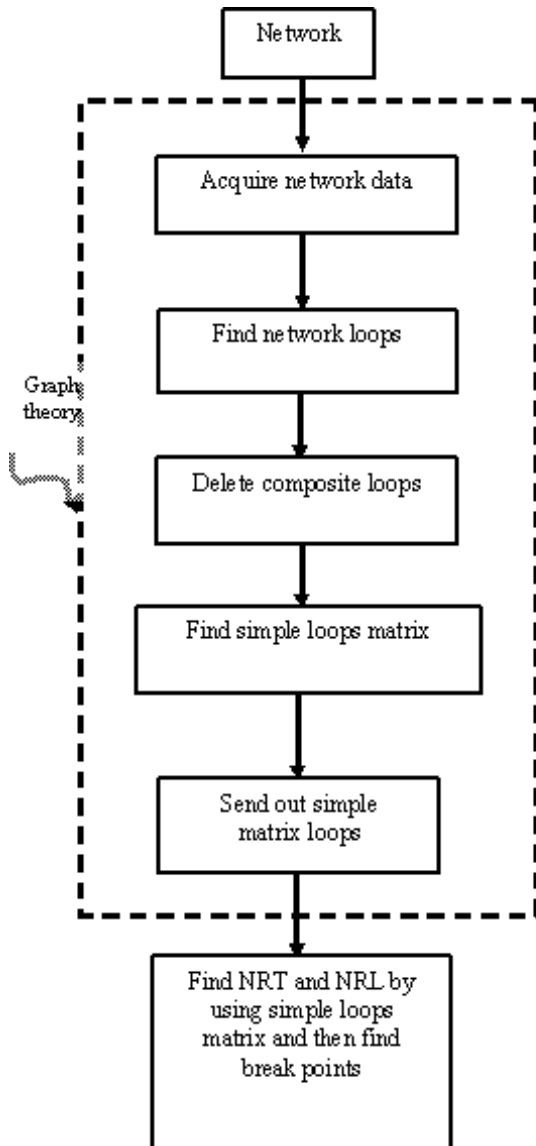 Network
Acquire network data
Find network loops
Graph
theory
Delete composite loops
Find simple loops matrix
Send out simple
matrix loops
Find NRT and NRL by
using simple loops
matrix and then find
break points